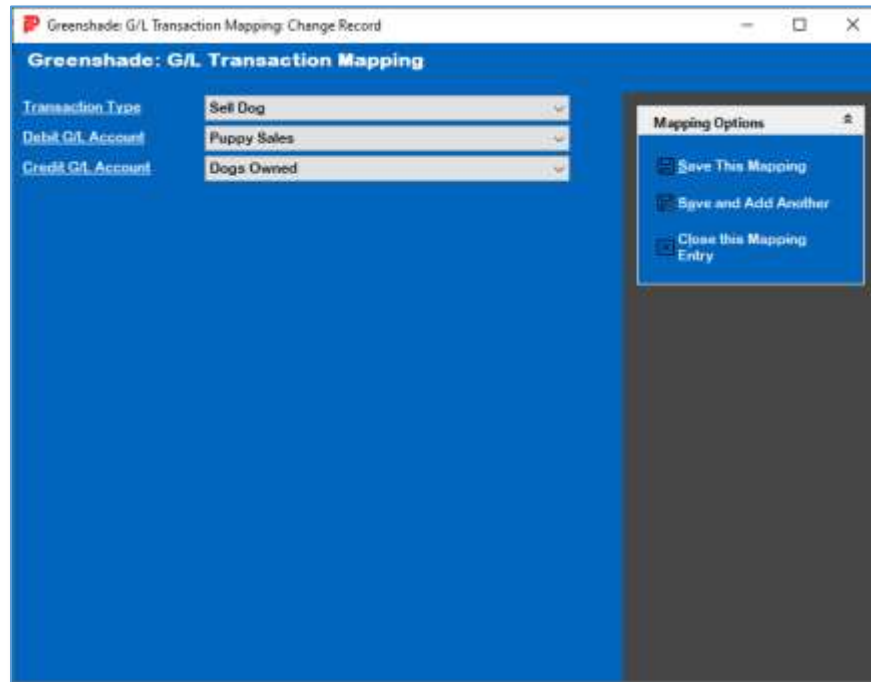 Greenshade: G/L Transaction Mapping: Change Record
Greenshade: G/L Transaction Mapping
Transaction Type
Sell Dog
Debit G/L Account
Puppy Sales
Credit G/L Account
Dogs Owned
Mapping Options
Save This Mapping
Save and Add Another
Close this Mapping
Entry